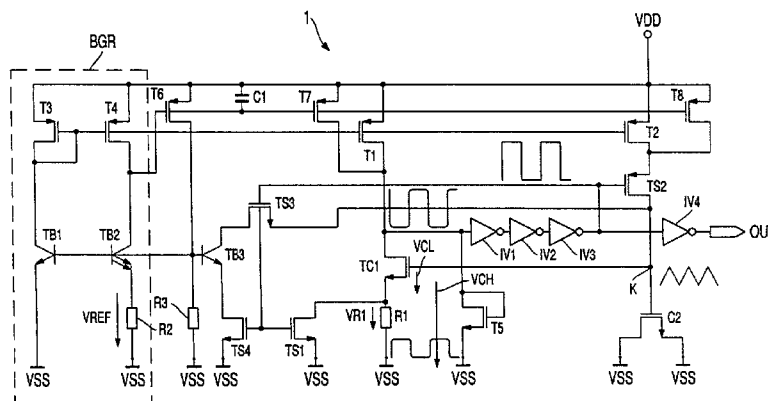 1
VDD
BGR
T3
T4
T6
C1
T7
T8
T1
T2
TS2
TS3
IV4
OU
TB1
TB2
TB3
IV1
IV2
IV3
VCL
TC1
VCH
K
VREF
R2
R3
TS4
TS1
VR1
R1
T5
C2
VSS
VSS
VSS
VSS
VSS
VSS
VSS
VSS
VSS